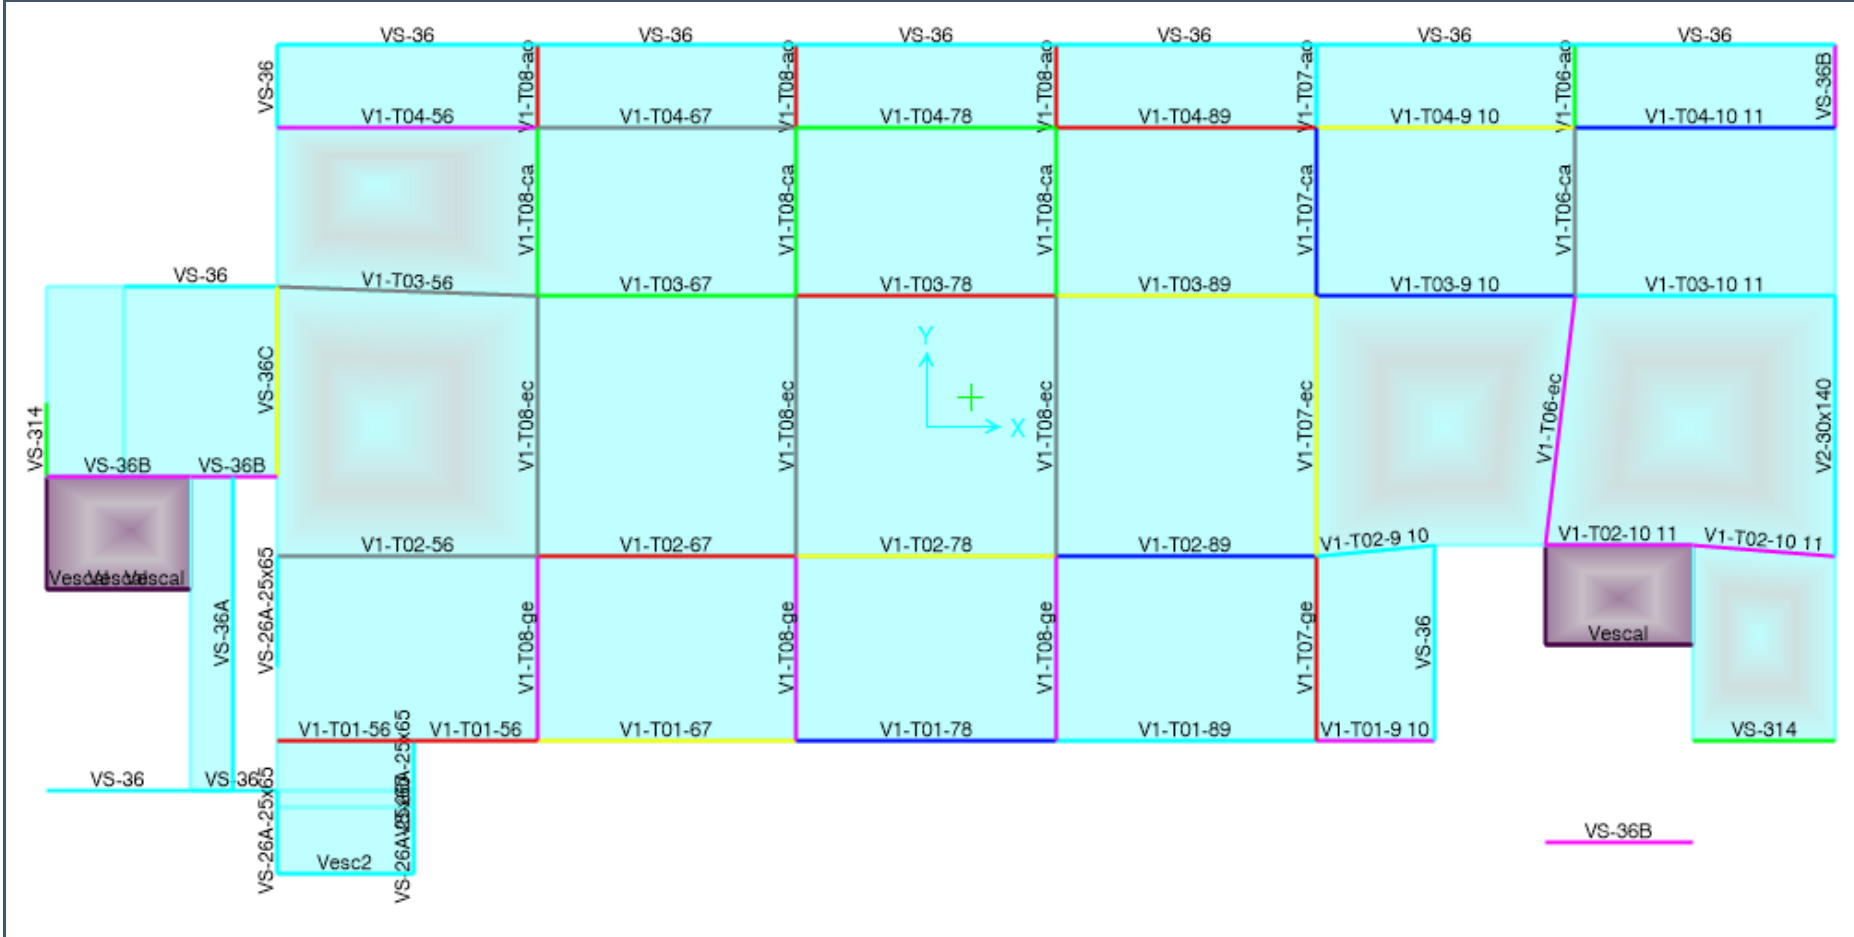 VS-36 VS-36 VS-36 VS-36 VS-36 VS-36
VS-36 V1-T08-ac V1-T08-ac V1-T08-ac V1-T07-ac V1-T06-ac VS-36B
V1-T04-56 V1-T04-67 V1-T04-78 V1-T04-89 V1-T04-9 10 V1-T04-10 11
V1-T08-ca V1-T08-ca V1-T08-ca V1-T07-ca V1-T06-ca
VS-36 V1-T03-56 V1-T03-67 V1-T03-78 V1-T03-89 V1-T03-9 10 V1-T03-10 11
Y
X
VS-314 VS-36C V1-T08-ec V1-T08-ec V1-T08-ec V1-T07-ec V1-T06-ec V2-30x140
VS-36B VS-36B
V1-T02-56 V1-T02-67 V1-T02-78 V1-T02-89 V1-T02-9 10 V1-T02-10 11 V1-T02-10 11
Vescal
VS-36A VS-26A-25x65 V1-T08-ge V1-T08-ge V1-T08-ge V1-T07-ge VS-36 Vescal
V1-T01-56 V1-T01-56 V1-T01-67 V1-T01-78 V1-T01-89 V1-T01-9 10 VS-314
VS-36 VS-36
VS-26A-25x65
VS-36B
Vesc2